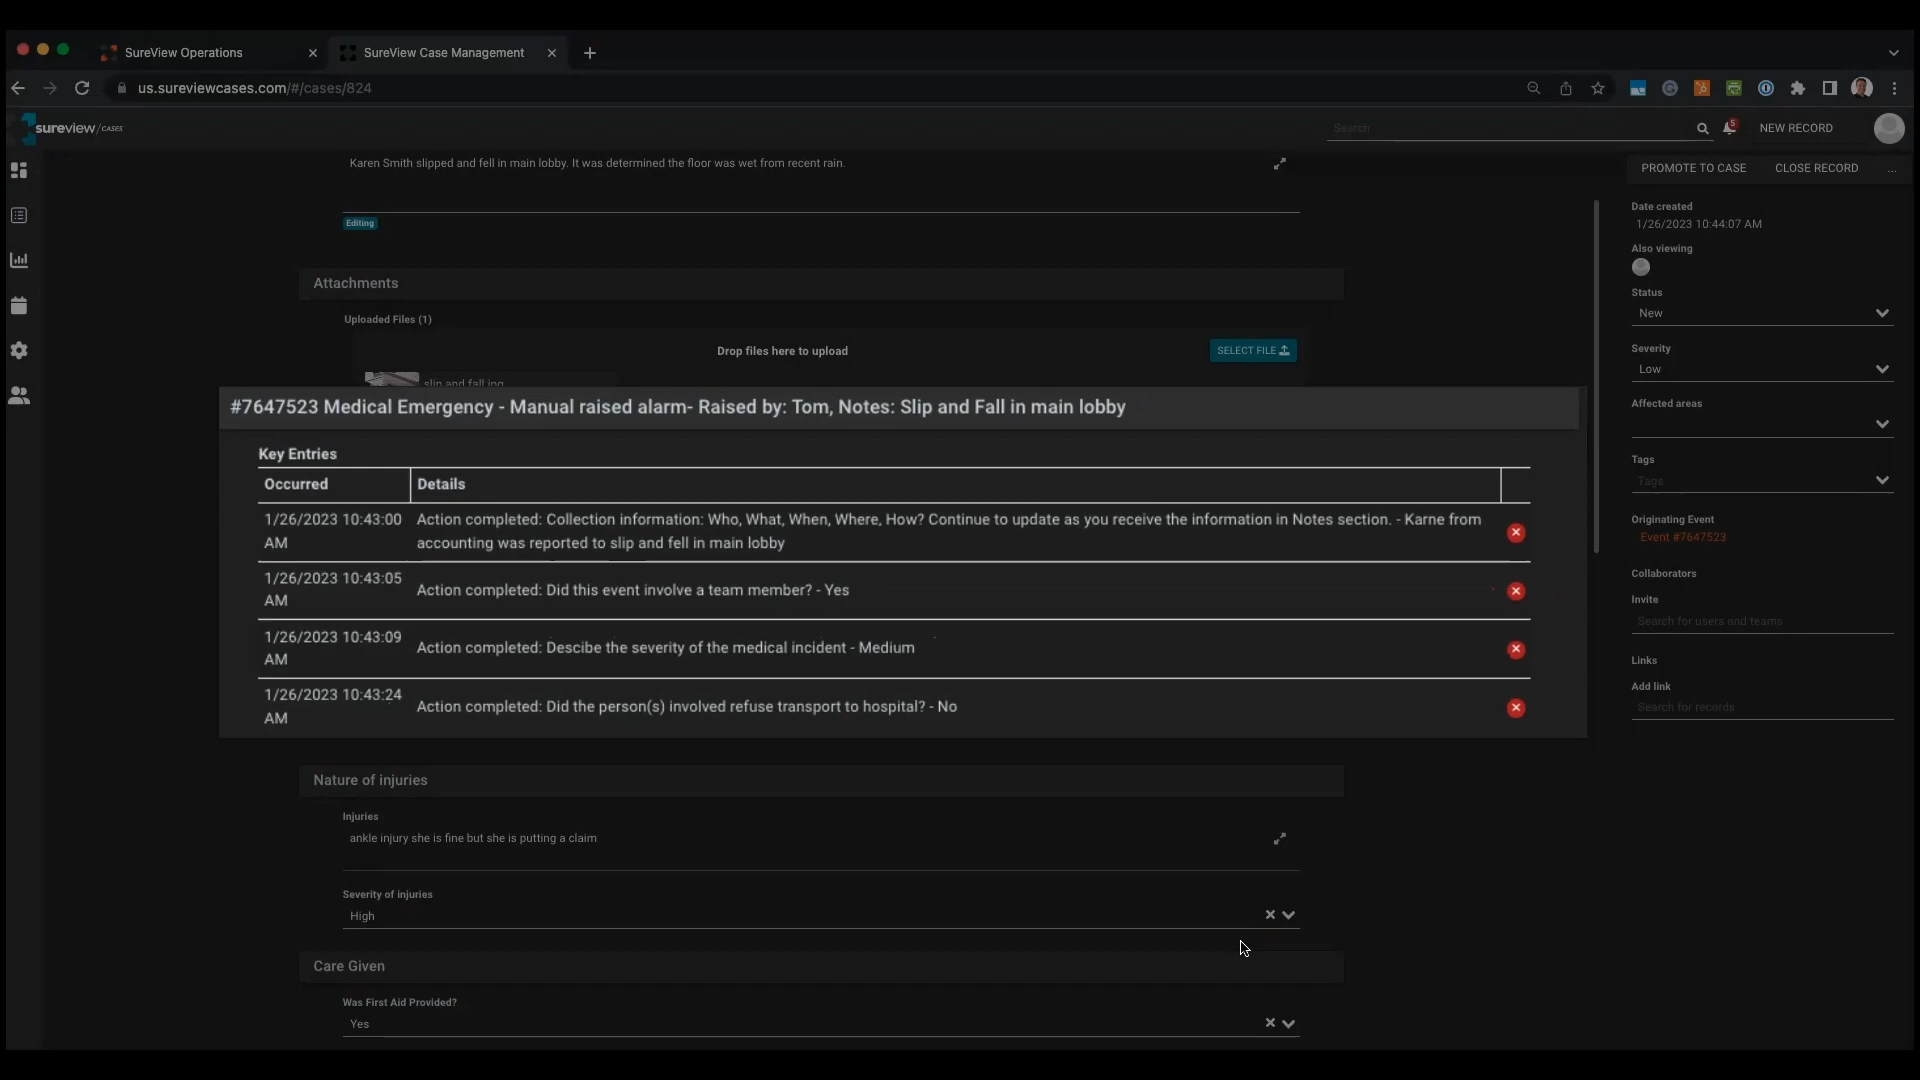 SureView Operations
SureView Case Management
us.sureviewcases.com/#/cases/824
sureview/CASES
Search
5
NEW RECORD
Karen Smith slipped and fell in main lobby. It was determined the floor was wet from recent rain.
Editing
PROMOTE TO CASE
CLOSE RECORD
...
Date created
1/26/2023 10:44:07 AM
Also viewing
Status
New
Severity
Low
Affected areas
Tags
Tags
Originating Event
Event #7647523
Collaborators
Invite
Search for users and teams
Links
Add link
Search for records
Attachments
Uploaded Files (1)
Drop files here to upload
SELECT FILE
slip and fall.jpg
#7647523 Medical Emergency - Manual raised alarm- Raised by: Tom, Notes: Slip and Fall in main lobby
Key Entries
Occurred
Details
1/26/2023 10:43:00
AM
Action completed: Collection information: Who, What, When, Where, How? Continue to update as you receive the information in Notes section. - Karne from
accounting was reported to slip and fell in main lobby
1/26/2023 10:43:05
AM
Action completed: Did this event involve a team member? - Yes
1/26/2023 10:43:09
AM
Action completed: Descibe the severity of the medical incident - Medium
1/26/2023 10:43:24
AM
Action completed: Did the person(s) involved refuse transport to hospital? - No
Nature of injuries
Injuries
ankle injury she is fine but she is putting a claim
Severity of injuries
High
Care Given
Was First Aid Provided?
Yes